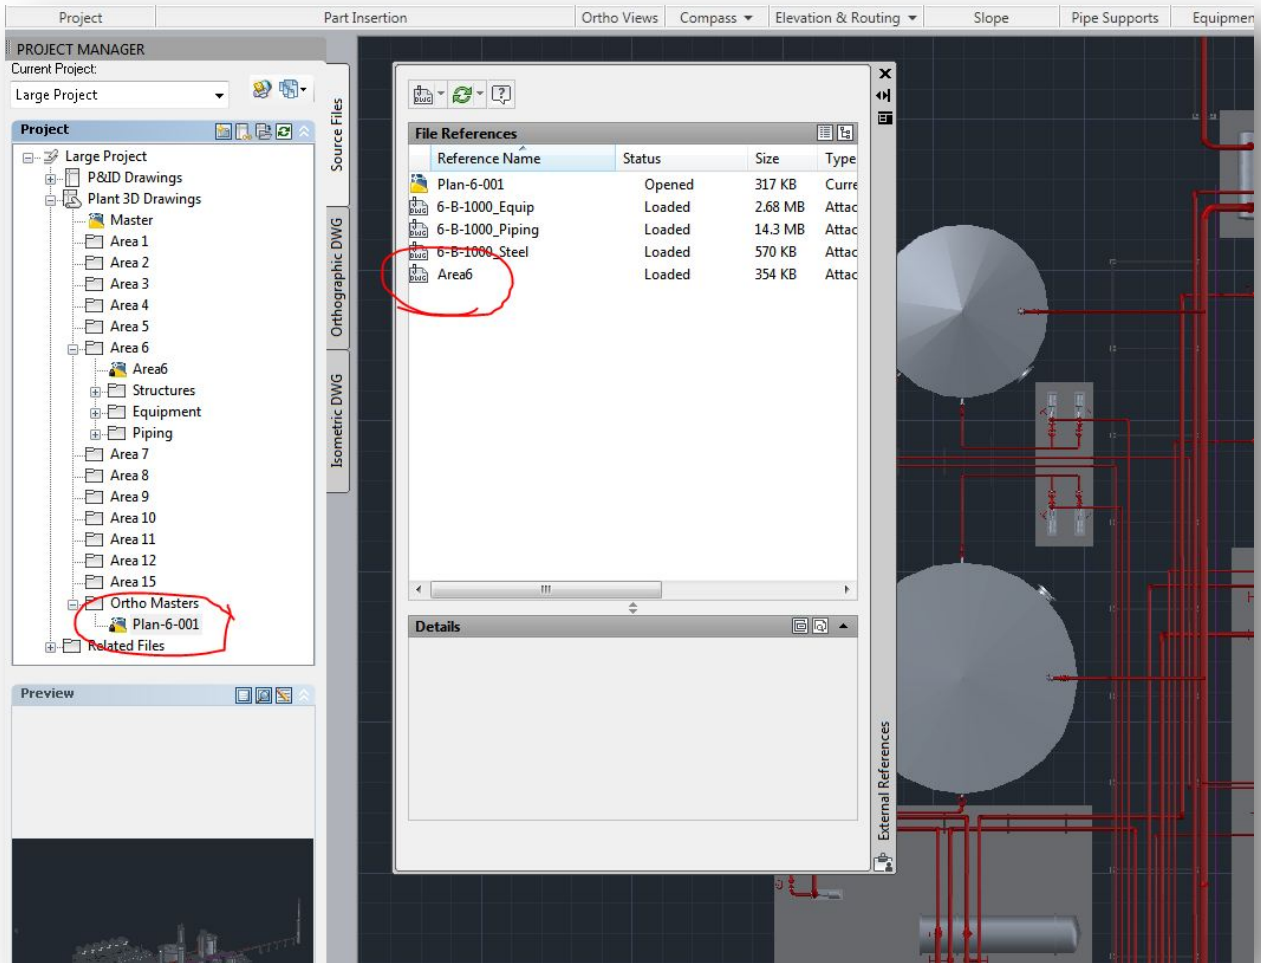 Project Part Insertion Ortho Views Compass Elevation & Routing Slope Pipe Supports Equipmen
PROJECT MANAGER
Current Project:
Large Project
Project
Large Project
P&ID Drawings
Plant 3D Drawings
Master
Area 1
Area 2
Area 3
Area 4
Area 5
Area 6
Area6
Structures
Equipment
Piping
Area 7
Area 8
Area 9
Area 10
Area 11
Area 12
Area 15
Ortho Masters
Plan-6-001
Related Files
Preview
Source Files
Orthographic DWG
Isometric DWG
File References
Reference Name Status Size Type
Plan-6-001 Opened 317 KB Curre
6-B-1000_Equip Loaded 2.68 MB Attac
6-B-1000_Piping Loaded 14.3 MB Attac
6-B-1000_Steel Loaded 570 KB Attac
Area6 Loaded 354 KB Attac
Details
External References